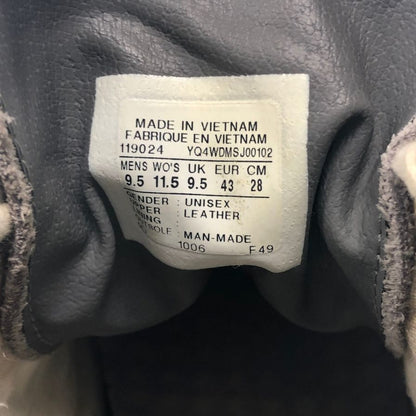 MADE IN VIETNAM
FABRIQUE EN VIETNAM
119024 YQ4WDMSJ00102
MENS WO'S UK EUR CM
9.5 11.5 9.5 43 28
GENDER : UNISEX
UPPER : LEATHER
MAN-MADE
1006 F49